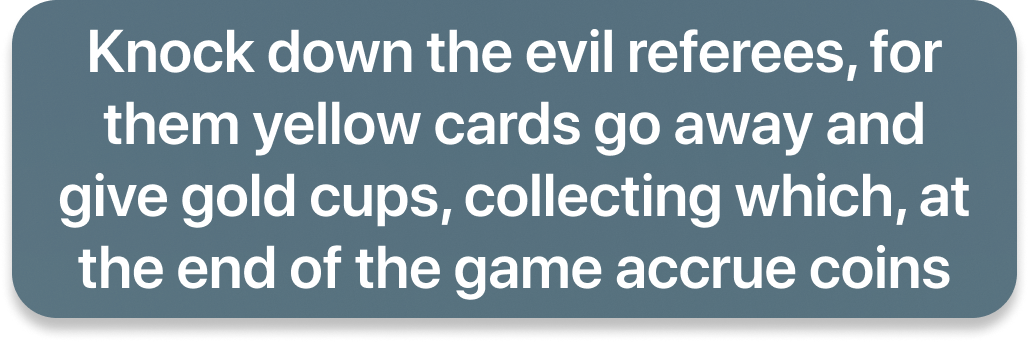 Knock down the evil referees, for
them yellow cards go away and
give gold cups, collecting which, at
the end of the game accrue coins